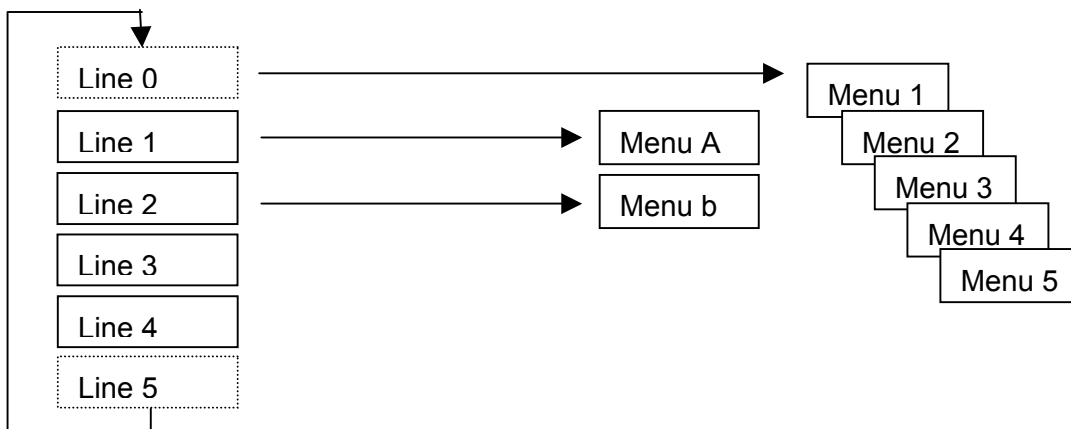 Line 0
Line 1
Line 2
Line 3
Line 4
Line 5
Menu A
Menu b
Menu 1
Menu 2
Menu 3
Menu 4
Menu 5